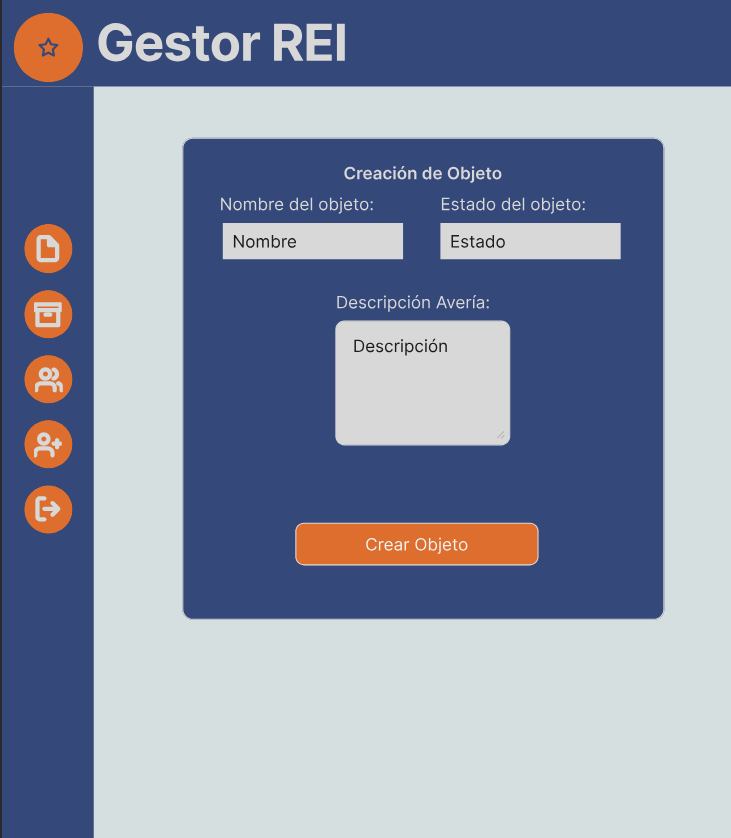 Gestor REI
Creación de Objeto
Nombre del objeto: Estado del objeto:
Nombre Estado
Descripción Avería:
Descripción
Crear Objeto